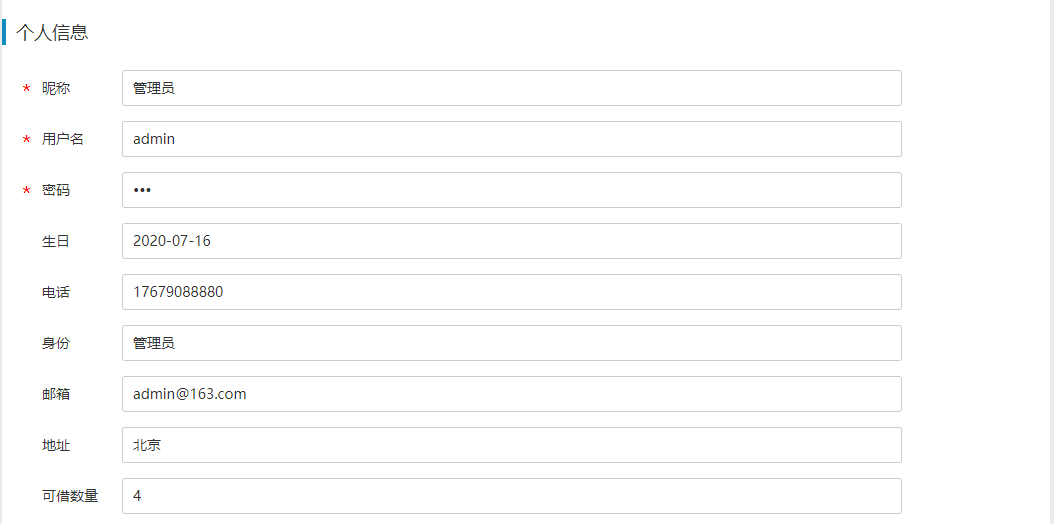 个人信息
* 昵称 管理员
* 用户名 admin
* 密码 •••
生日 2020-07-16
电话 17679088880
身份 管理员
邮箱 admin@163.com
地址 北京
可借数量 4